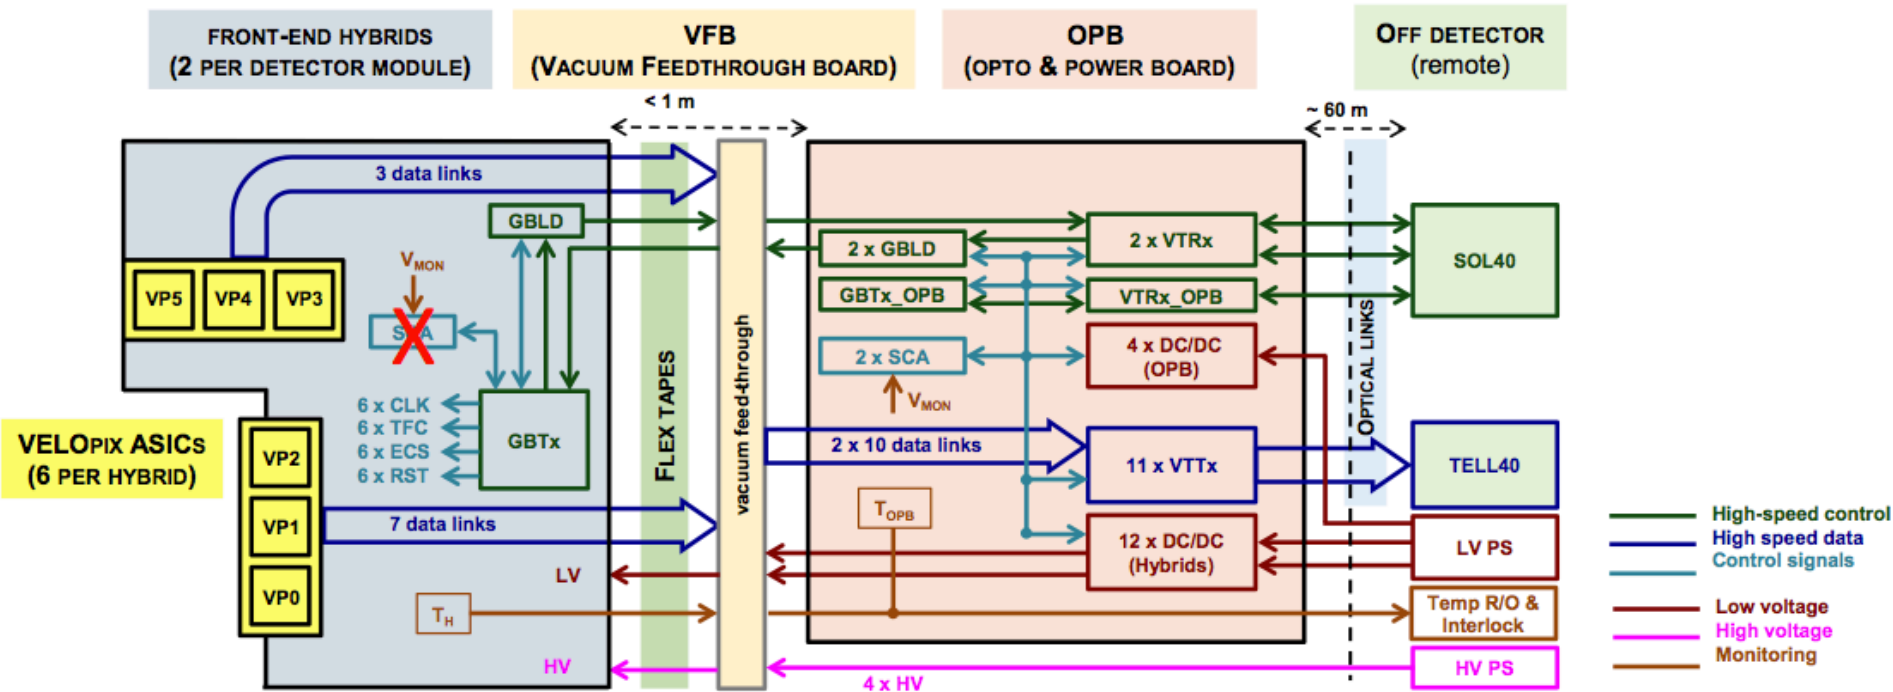 FRONT-END HYBRIDS
(2 PER DETECTOR MODULE)
VFB
(VACUUM FEEDTHROUGH BOARD)
OPB
(OPTO & POWER BOARD)
OFF DETECTOR
(remote)
< 1 m
~ 60 m
3 data links
GBLD
VMON
SCA
VP5
VP4
VP3
6 x CLK
6 x TFC
6 x ECS
6 x RST
GBTx
VELOPIX ASICS
(6 PER HYBRID)
VP2
VP1
VP0
7 data links
LV
TH
HV
FLEX TAPES
vacuum feed-through
2 x GBLD
GBTx_OPB
2 x SCA
VMON
2 x 10 data links
TOPB
2 x VTRx
VTRx_OPB
4 x DC/DC
(OPB)
11 x VTTx
12 x DC/DC
(Hybrids)
4 x HV
OPTICAL LINKS
SOL40
TELL40
LV PS
Temp R/O &
Interlock
HV PS
High-speed control
High speed data
Control signals
Low voltage
High voltage
Monitoring